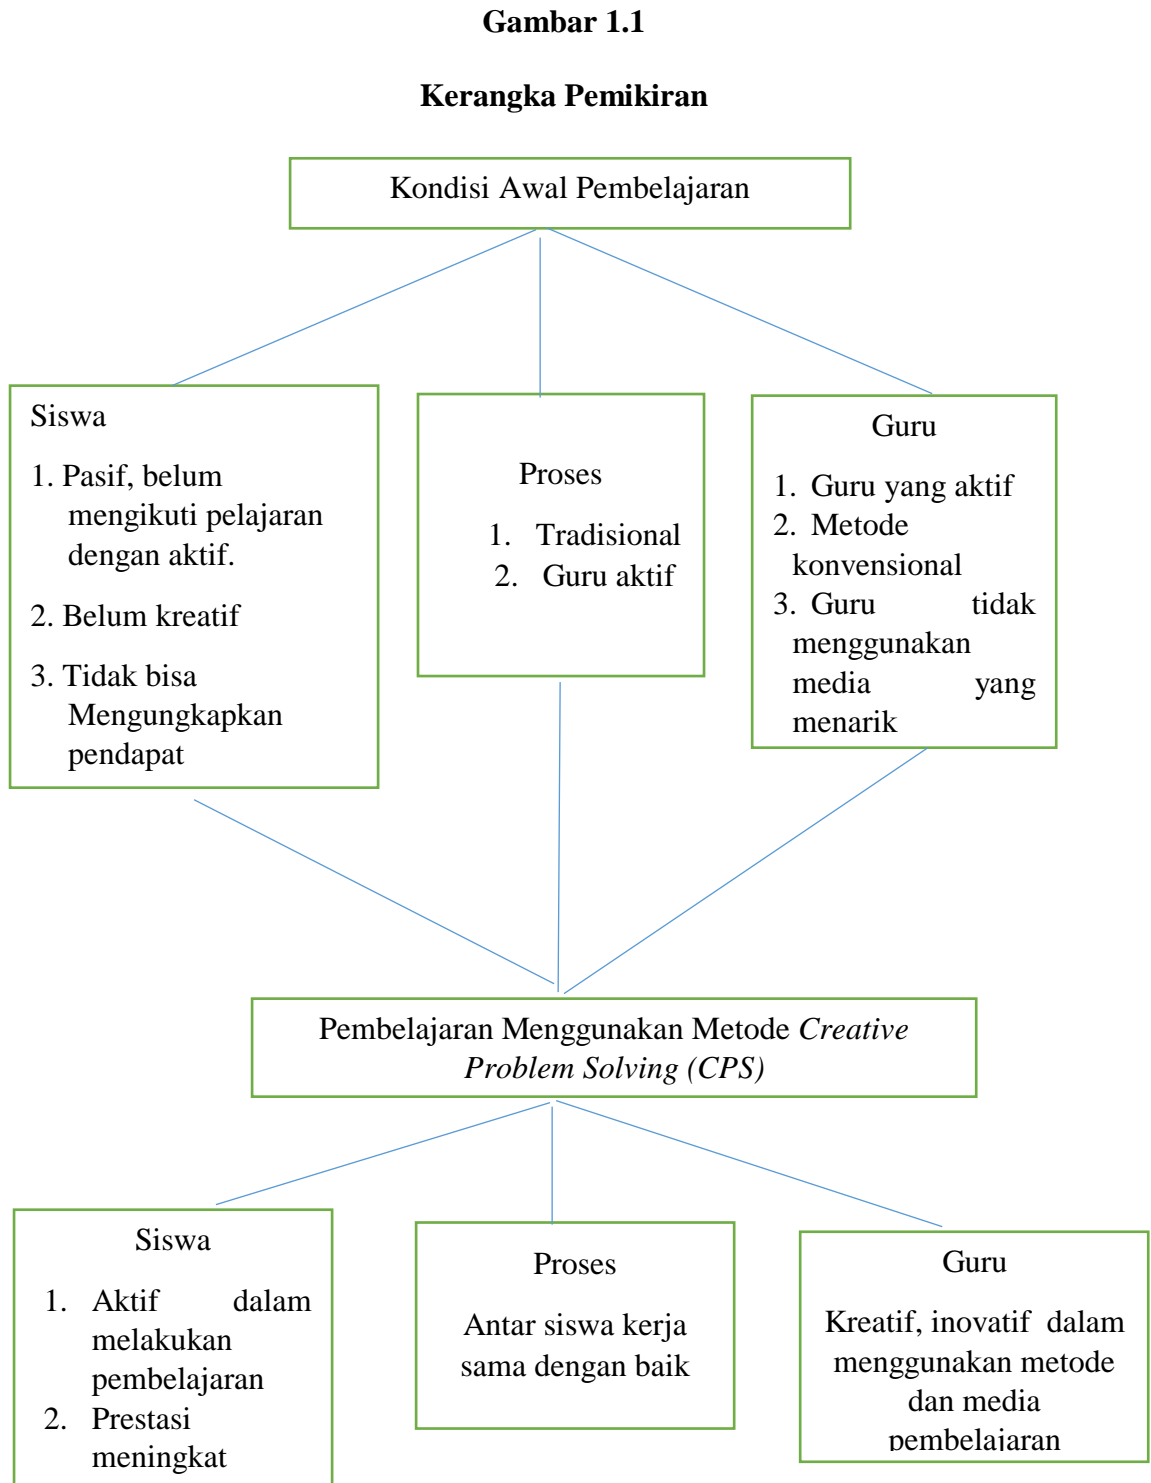 Gambar 1.1
Kerangka Pemikiran
Kondisi Awal Pembelajaran
Siswa
1. Pasif, belum
mengikuti pelajaran
dengan aktif.
2. Belum kreatif
3. Tidak bisa
Mengungkapkan
pendapat
Proses
1. Tradisional
2. Guru aktif
Guru
1. Guru yang aktif
2. Metode
konvensional
3. Guru tidak
menggunakan
media yang
menarik
Pembelajaran Menggunakan Metode Creative
Problem Solving (CPS)
Siswa
1. Aktif dalam
melakukan
pembelajaran
2. Prestasi
meningkat
Proses
Antar siswa kerja
sama dengan baik
Guru
Kreatif, inovatif dalam
menggunakan metode
dan media
pembelajaran